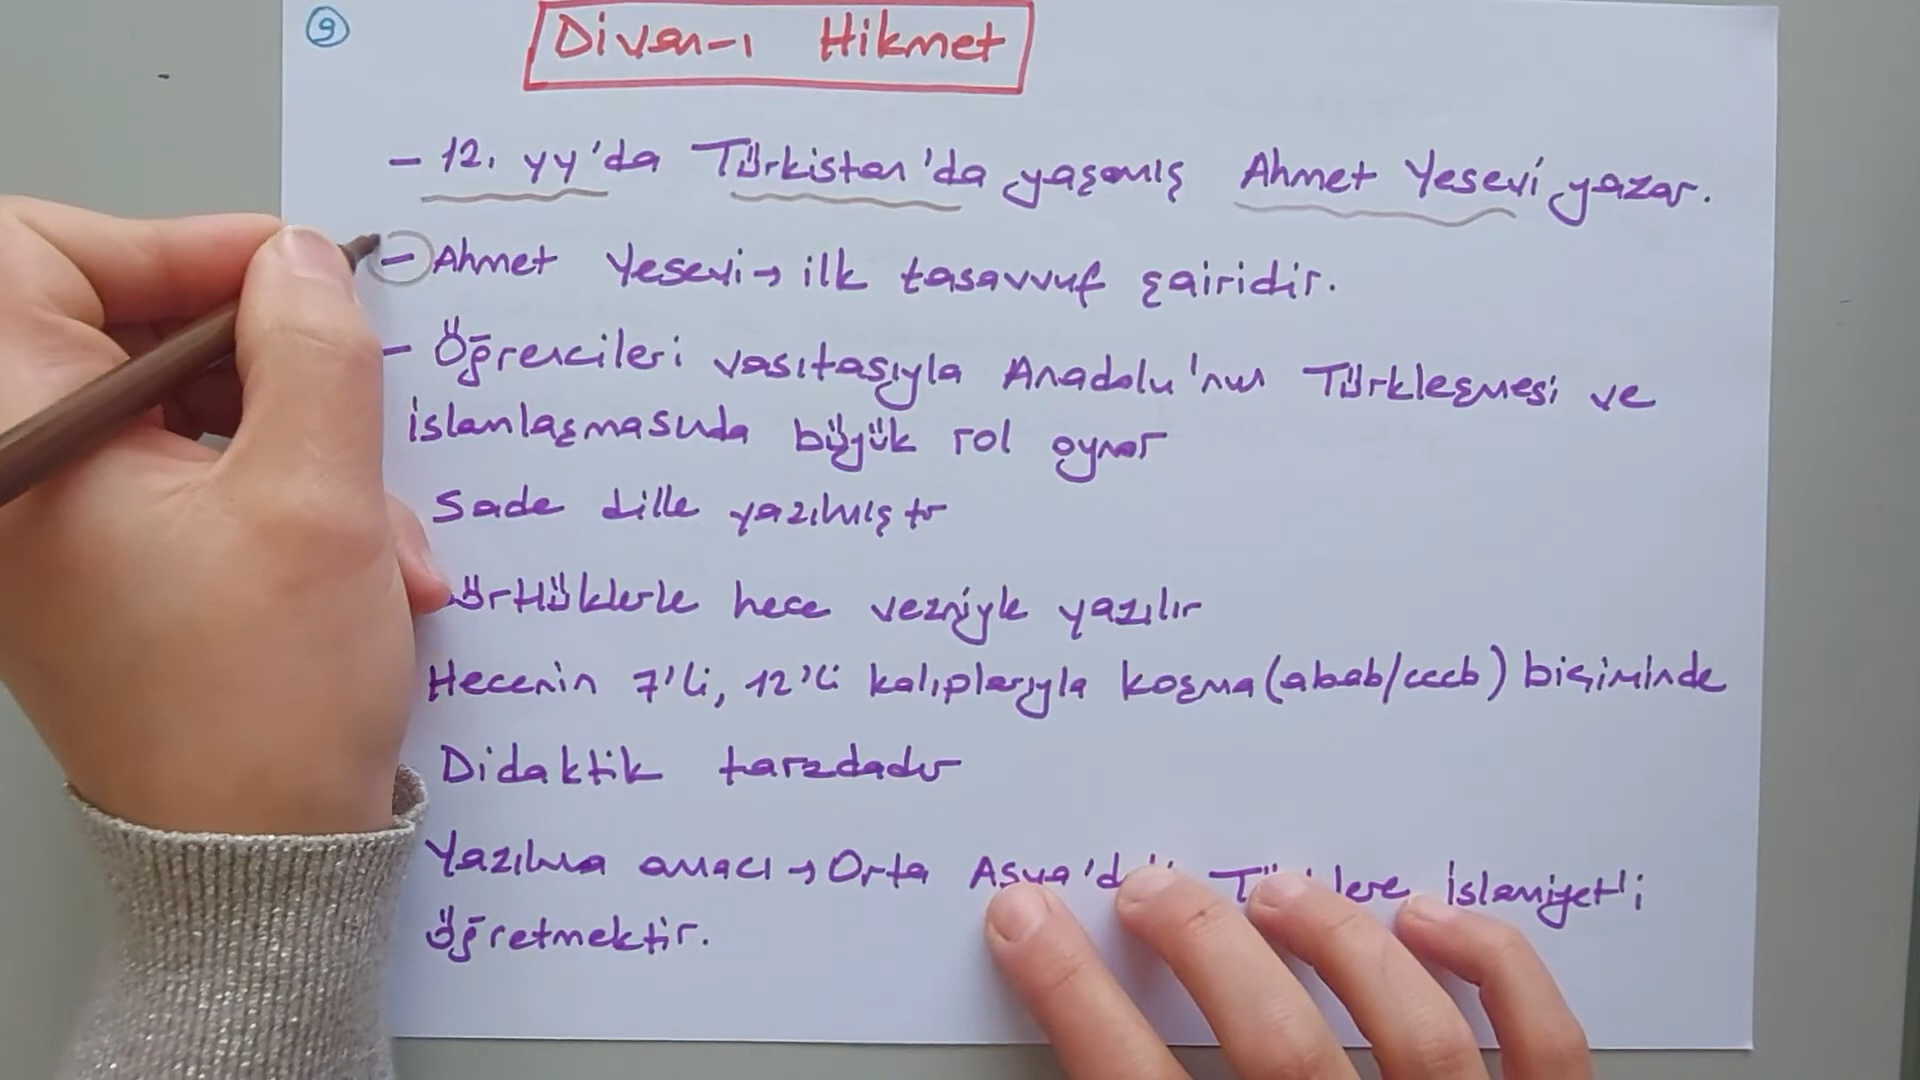 9
Divan-ı Hikmet
- 12. yy'da Türkistan'da yaşamış Ahmet Yesevi yazar.
- Ahmet Yesevi → ilk tasavvuf şairidir.
- Öğrencileri vasıtasıyla Anadolu'nun Türkleşmesi ve
İslamlaşmasında büyük rol oynar
Sade dille yazılmıştır
hece vezniyle yazılır
Hecenin 7'li, 12'li kalıplarıyla koşma (abab/cccb) biçiminde
Didaktik tarzdadır
Yazılma amacı → Orta İslamiyet'i
Öğretmektir.